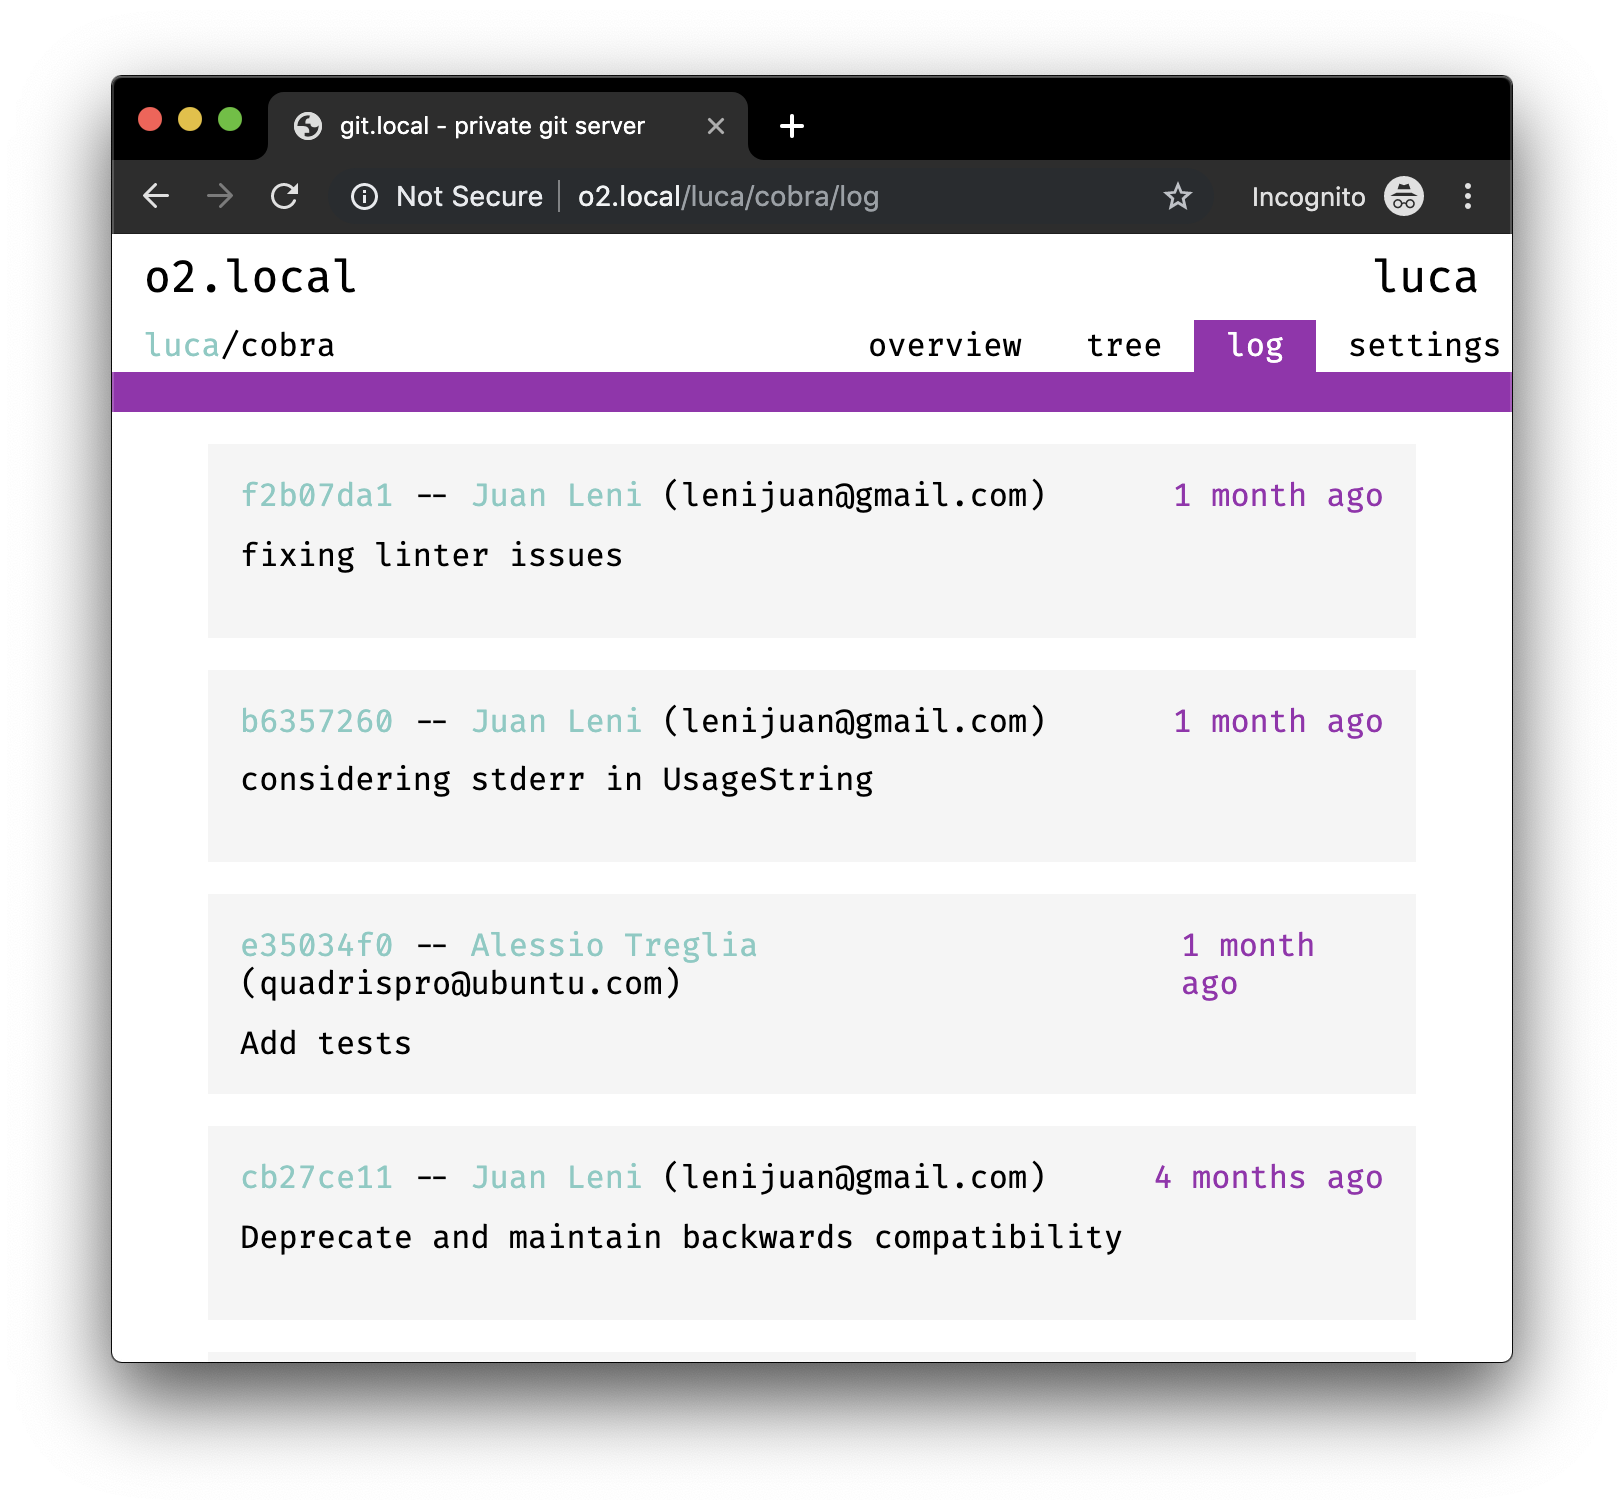 git.local - private git server
Not Secure o2.local/luca/cobra/log Incognito
o2.local luca
luca/cobra overview tree log settings
f2b07da1 -- Juan Leni (lenijuan@gmail.com) 1 month ago
fixing linter issues
b6357260 -- Juan Leni (lenijuan@gmail.com) 1 month ago
considering stderr in UsageString
e35034f0 -- Alessio Treglia 1 month
(quadrispro@ubuntu.com) ago
Add tests
cb27ce11 -- Juan Leni (lenijuan@gmail.com) 4 months ago
Deprecate and maintain backwards compatibility